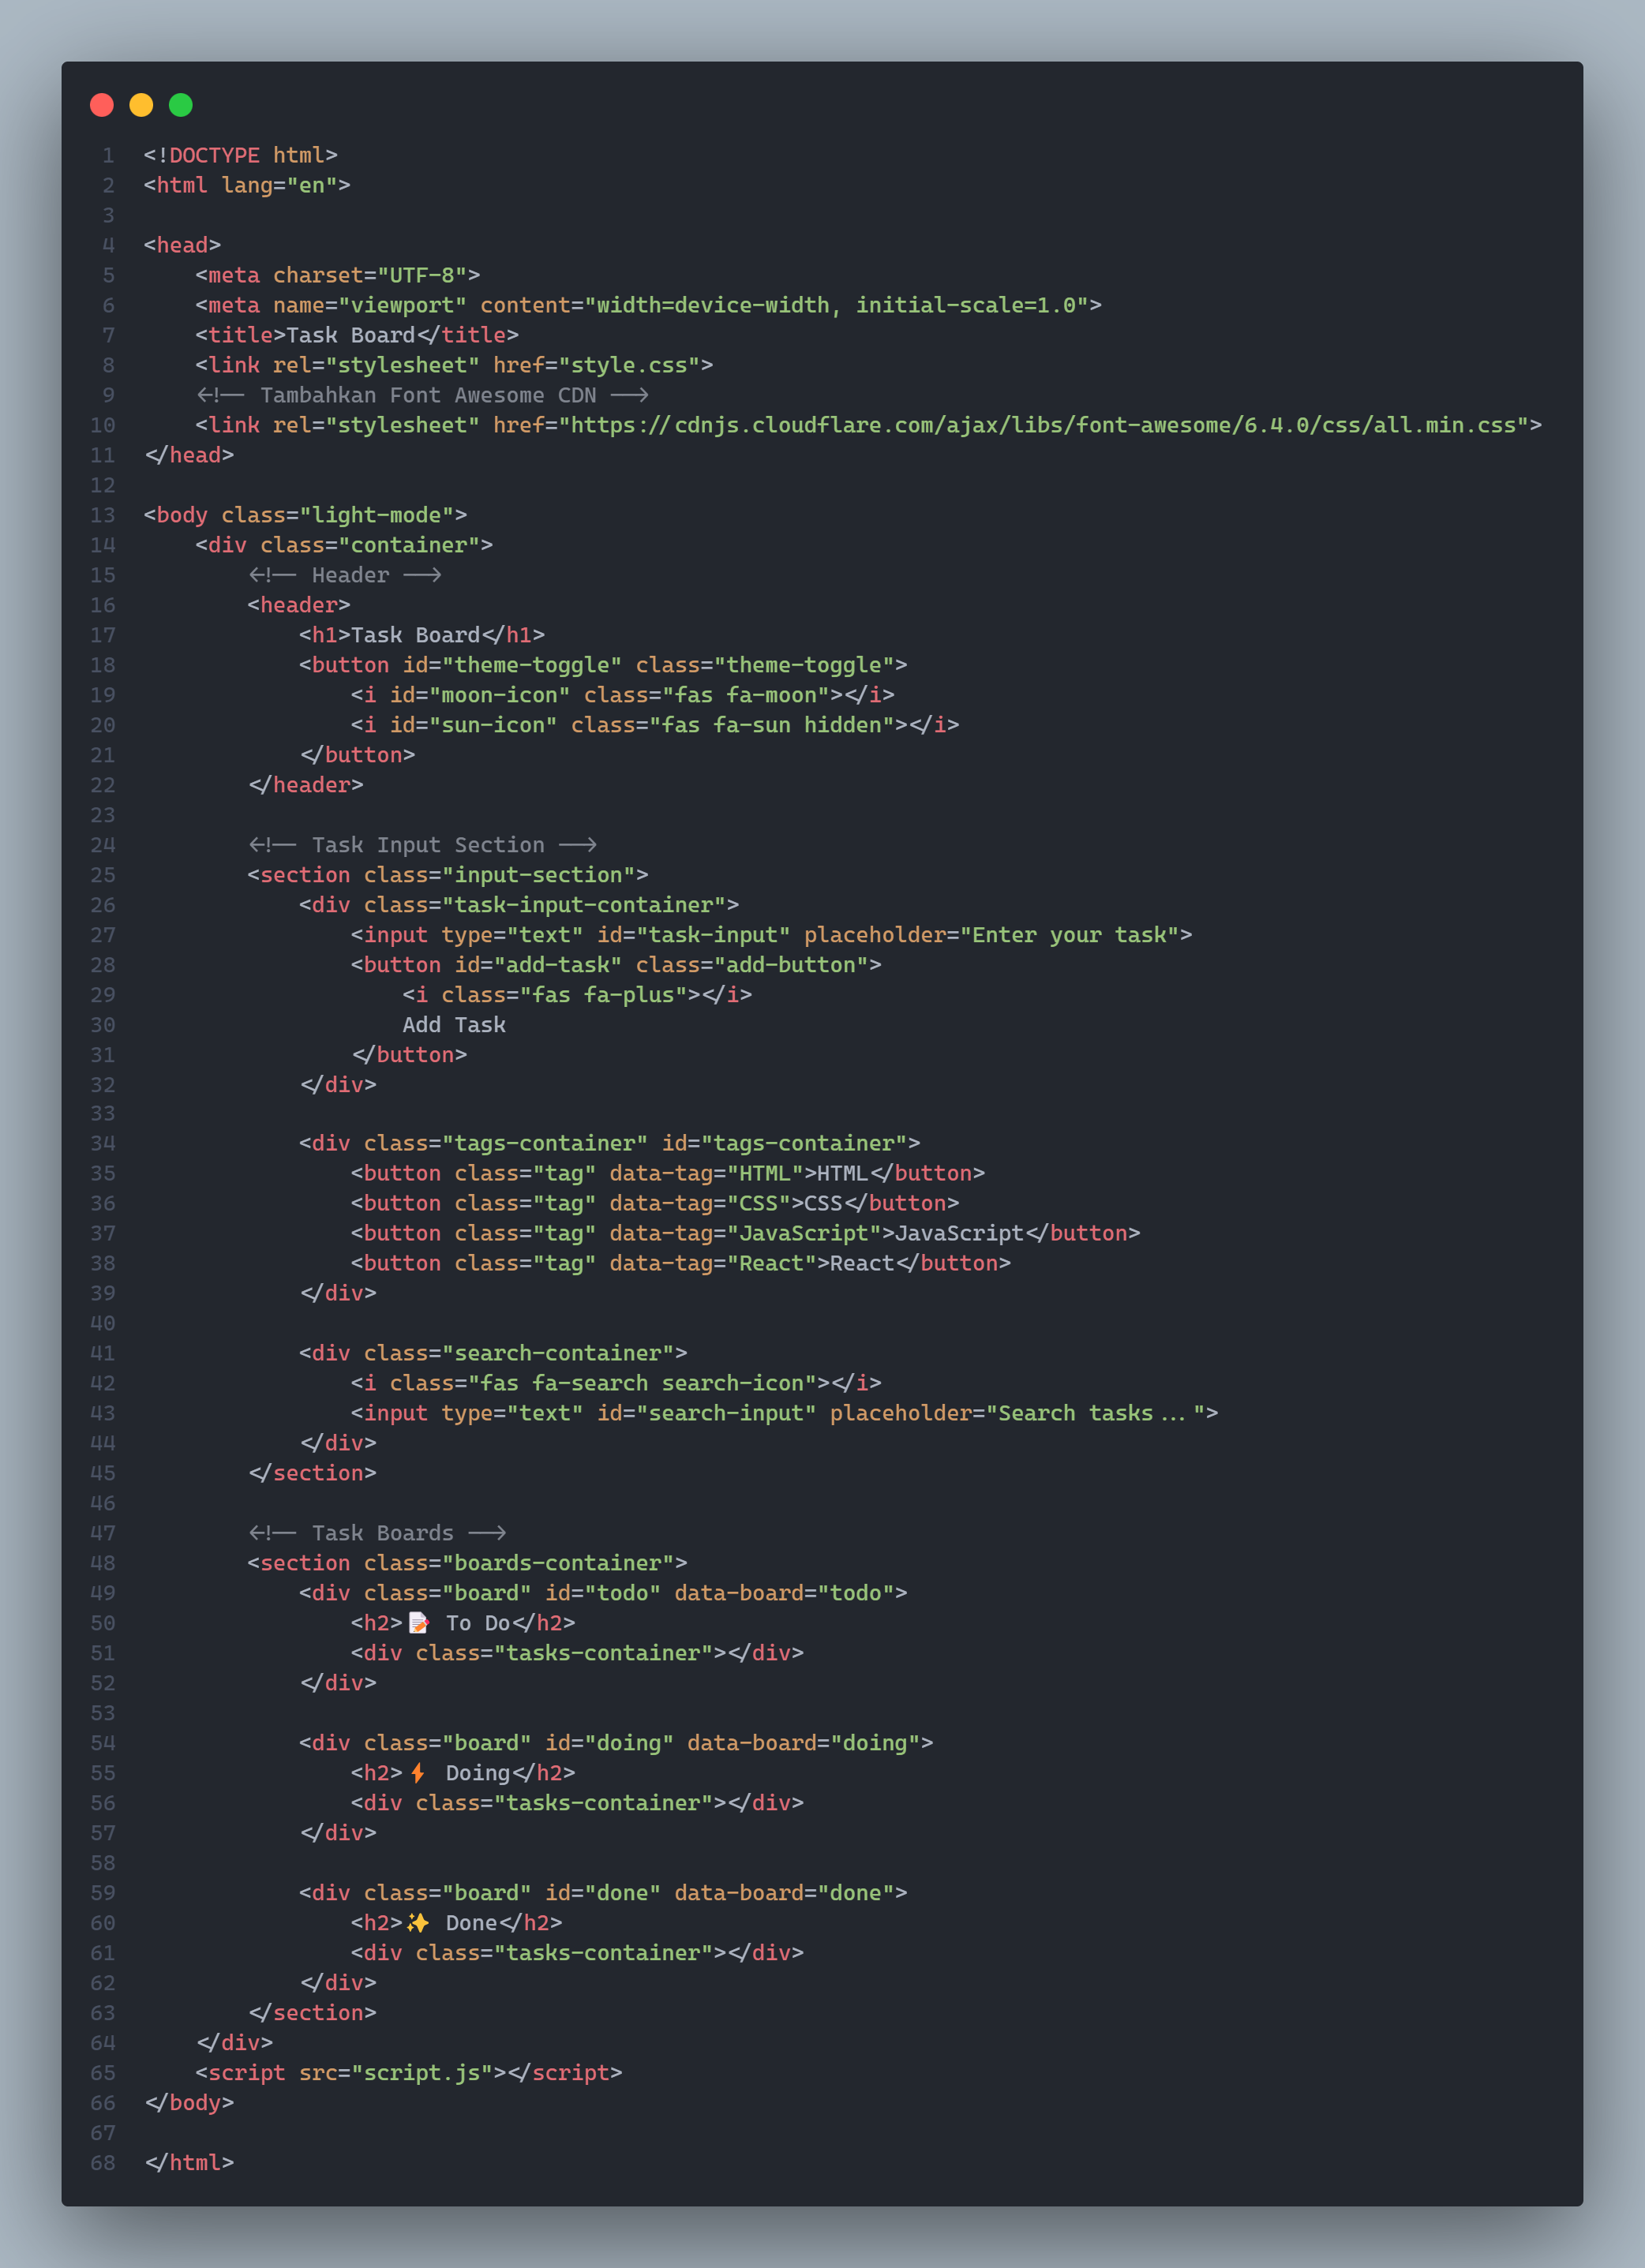 1 <!DOCTYPE html>
2 <html lang="en">
3
4 <head>
5     <meta charset="UTF-8">
6     <meta name="viewport" content="width=device-width, initial-scale=1.0">
7     <title>Task Board</title>
8     <link rel="stylesheet" href="style.css">
9     <!-- Tambahkan Font Awesome CDN -->
10     <link rel="stylesheet" href="https://cdnjs.cloudflare.com/ajax/libs/font-awesome/6.4.0/css/all.min.css">
11 </head>
12
13 <body class="light-mode">
14     <div class="container">
15         <!-- Header -->
16         <header>
17             <h1>Task Board</h1>
18             <button id="theme-toggle" class="theme-toggle">
19                 <i id="moon-icon" class="fas fa-moon"></i>
20                 <i id="sun-icon" class="fas fa-sun hidden"></i>
21             </button>
22         </header>
23
24         <!-- Task Input Section -->
25         <section class="input-section">
26             <div class="task-input-container">
27                 <input type="text" id="task-input" placeholder="Enter your task">
28                 <button id="add-task" class="add-button">
29                     <i class="fas fa-plus"></i>
30                     Add Task
31                 </button>
32             </div>
33
34             <div class="tags-container" id="tags-container">
35                 <button class="tag" data-tag="HTML">HTML</button>
36                 <button class="tag" data-tag="CSS">CSS</button>
37                 <button class="tag" data-tag="JavaScript">JavaScript</button>
38                 <button class="tag" data-tag="React">React</button>
39             </div>
40
41             <div class="search-container">
42                 <i class="fas fa-search search-icon"></i>
43                 <input type="text" id="search-input" placeholder="Search tasks...">
44             </div>
45         </section>
46
47         <!-- Task Boards -->
48         <section class="boards-container">
49             <div class="board" id="todo" data-board="todo">
50                 <h2>📝 To Do</h2>
51                 <div class="tasks-container"></div>
52             </div>
53
54             <div class="board" id="doing" data-board="doing">
55                 <h2>⚡ Doing</h2>
56                 <div class="tasks-container"></div>
57             </div>
58
59             <div class="board" id="done" data-board="done">
60                 <h2>✨ Done</h2>
61                 <div class="tasks-container"></div>
62             </div>
63         </section>
64     </div>
65     <script src="script.js"></script>
66 </body>
67
68 </html>